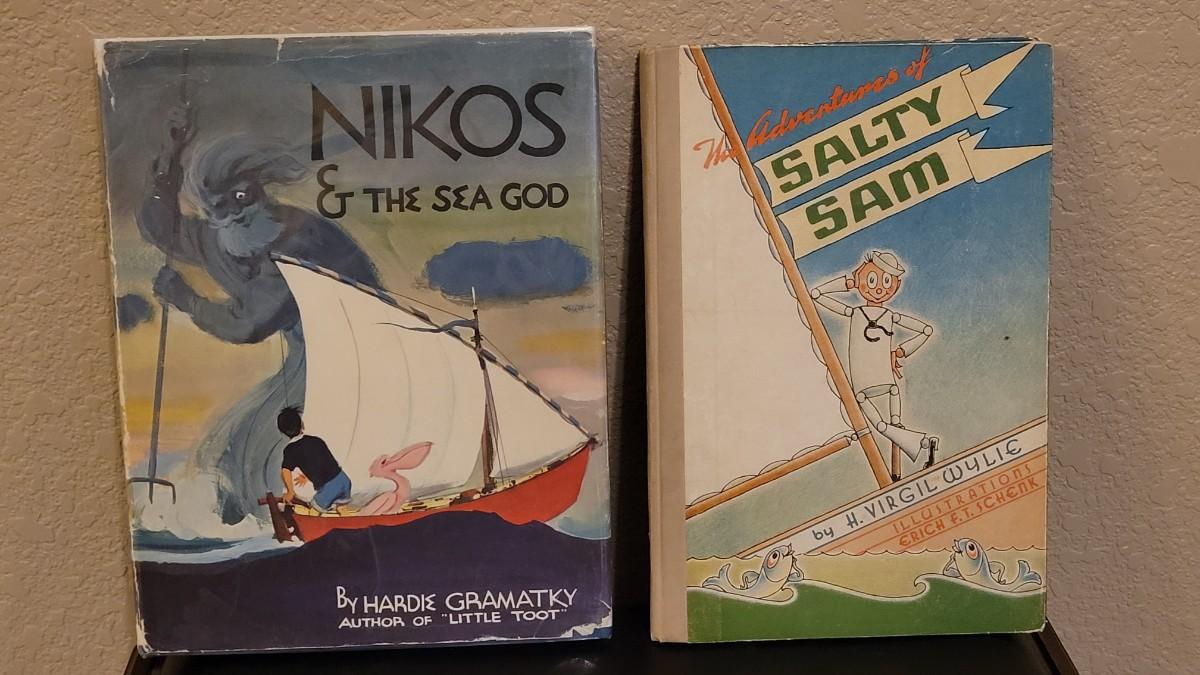 NIKOS
& THE SEA GOD
By HARDIE GRAMATKY
AUTHOR OF "LITTLE TOOT"
The Adventures of
SALTY
SAM
by H. VIRGIL WYLIE
ILLUSTRATIONS
ERICH F.T. SCHENK